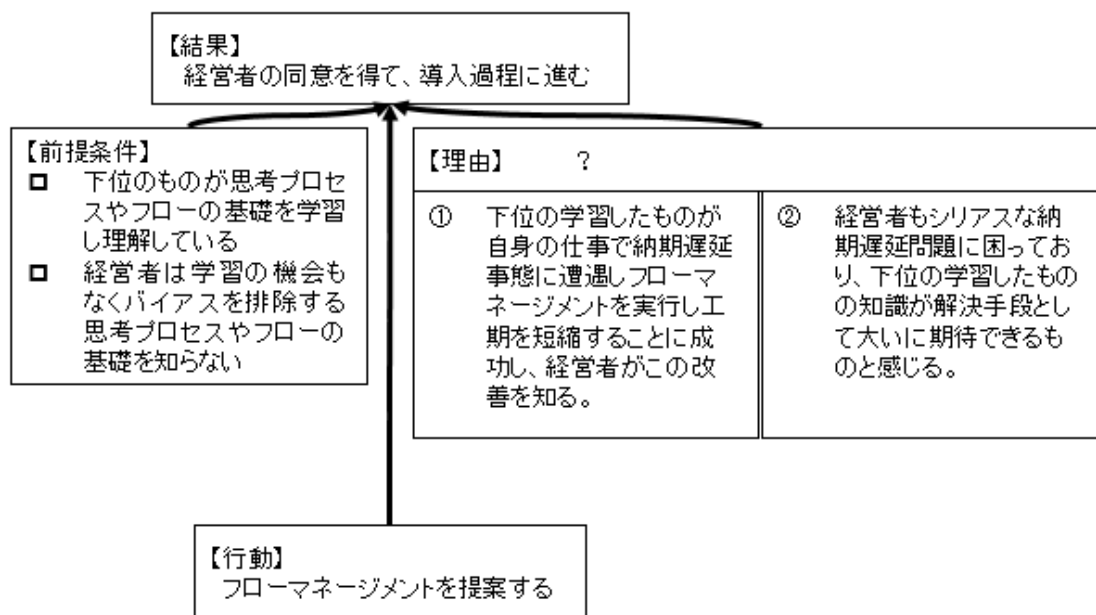 【結果】
経営者の同意を得て、導入過程に進む
【前提条件】
下位のものが思考プロセ
スやフローの基礎を学習
し理解している
経営者は学習の機会も
なくバイアスを排除する
思考プロセスやフローの
基礎を知らない
【理由】 ？
① 下位の学習したものが
自身の仕事で納期遅延
事態に遭遇しフローマ
ネージメントを実行し工
期を短縮することに成
功し、経営者がこの改
善を知る。
② 経営者もシリアスな納
期遅延問題に困ってお
り、下位の学習したもの
の知識が解決手段とし
て大いに期待できるも
のと感じる。
【行動】
フローマネージメントを提案する